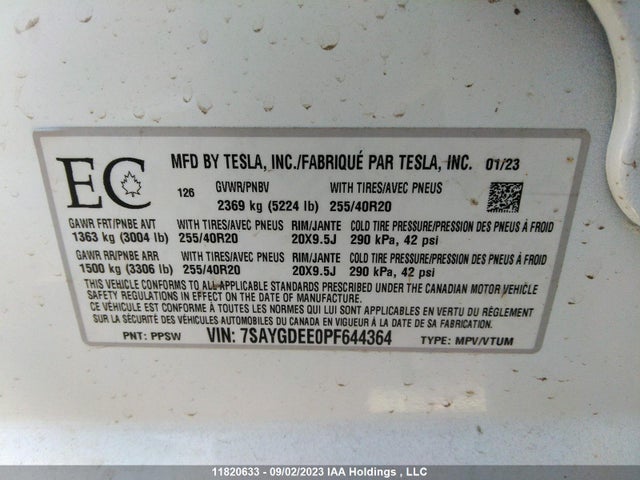 EC
MFD BY TESLA, INC./FABRIQUÉ PAR TESLA, INC. 01/23
126 GVWR/PNBV WITH TIRES/AVEC PNEUS
2369 kg (5224 lb) 255/40R20
GAWR FRT/PNBE AVT WITH TIRES/AVEC PNEUS RIM/JANTE COLD TIRE PRESSURE/PRESSION DES PNEUS À FROID
1363 kg (3004 lb) 255/40R20 20X9.5J 290 kPa, 42 psi
GAWR RR/PNBE ARR WITH TIRES/AVEC PNEUS RIM/JANTE COLD TIRE PRESSURE/PRESSION DES PNEUS À FROID
1500 kg (3306 lb) 255/40R20 20X9.5J 290 kPa, 42 psi
THIS VEHICLE CONFORMS TO ALL APPLICABLE STANDARDS PRESCRIBED UNDER THE CANADIAN MOTOR VEHICLE
SAFETY REGULATIONS IN EFFECT ON THE DATE OF MANUFACTURE.
CE VÉHICULE EST CONFORME À TOUTES LES NORMES QUI LUI SONT APPLICABLES EN VERTU DU RÈGLEMENT
SUR LA SÉCURITÉ DES VÉHICULES AUTOMOBILES DU CANADA EN VIGUEUR À LA DATE DE SA FABRICATION.
PNT: PPSW VIN: 7SAYGDEE0PF644364 TYPE: MPV/VTUM
11820633 - 09/02/2023 IAA Holdings , LLC